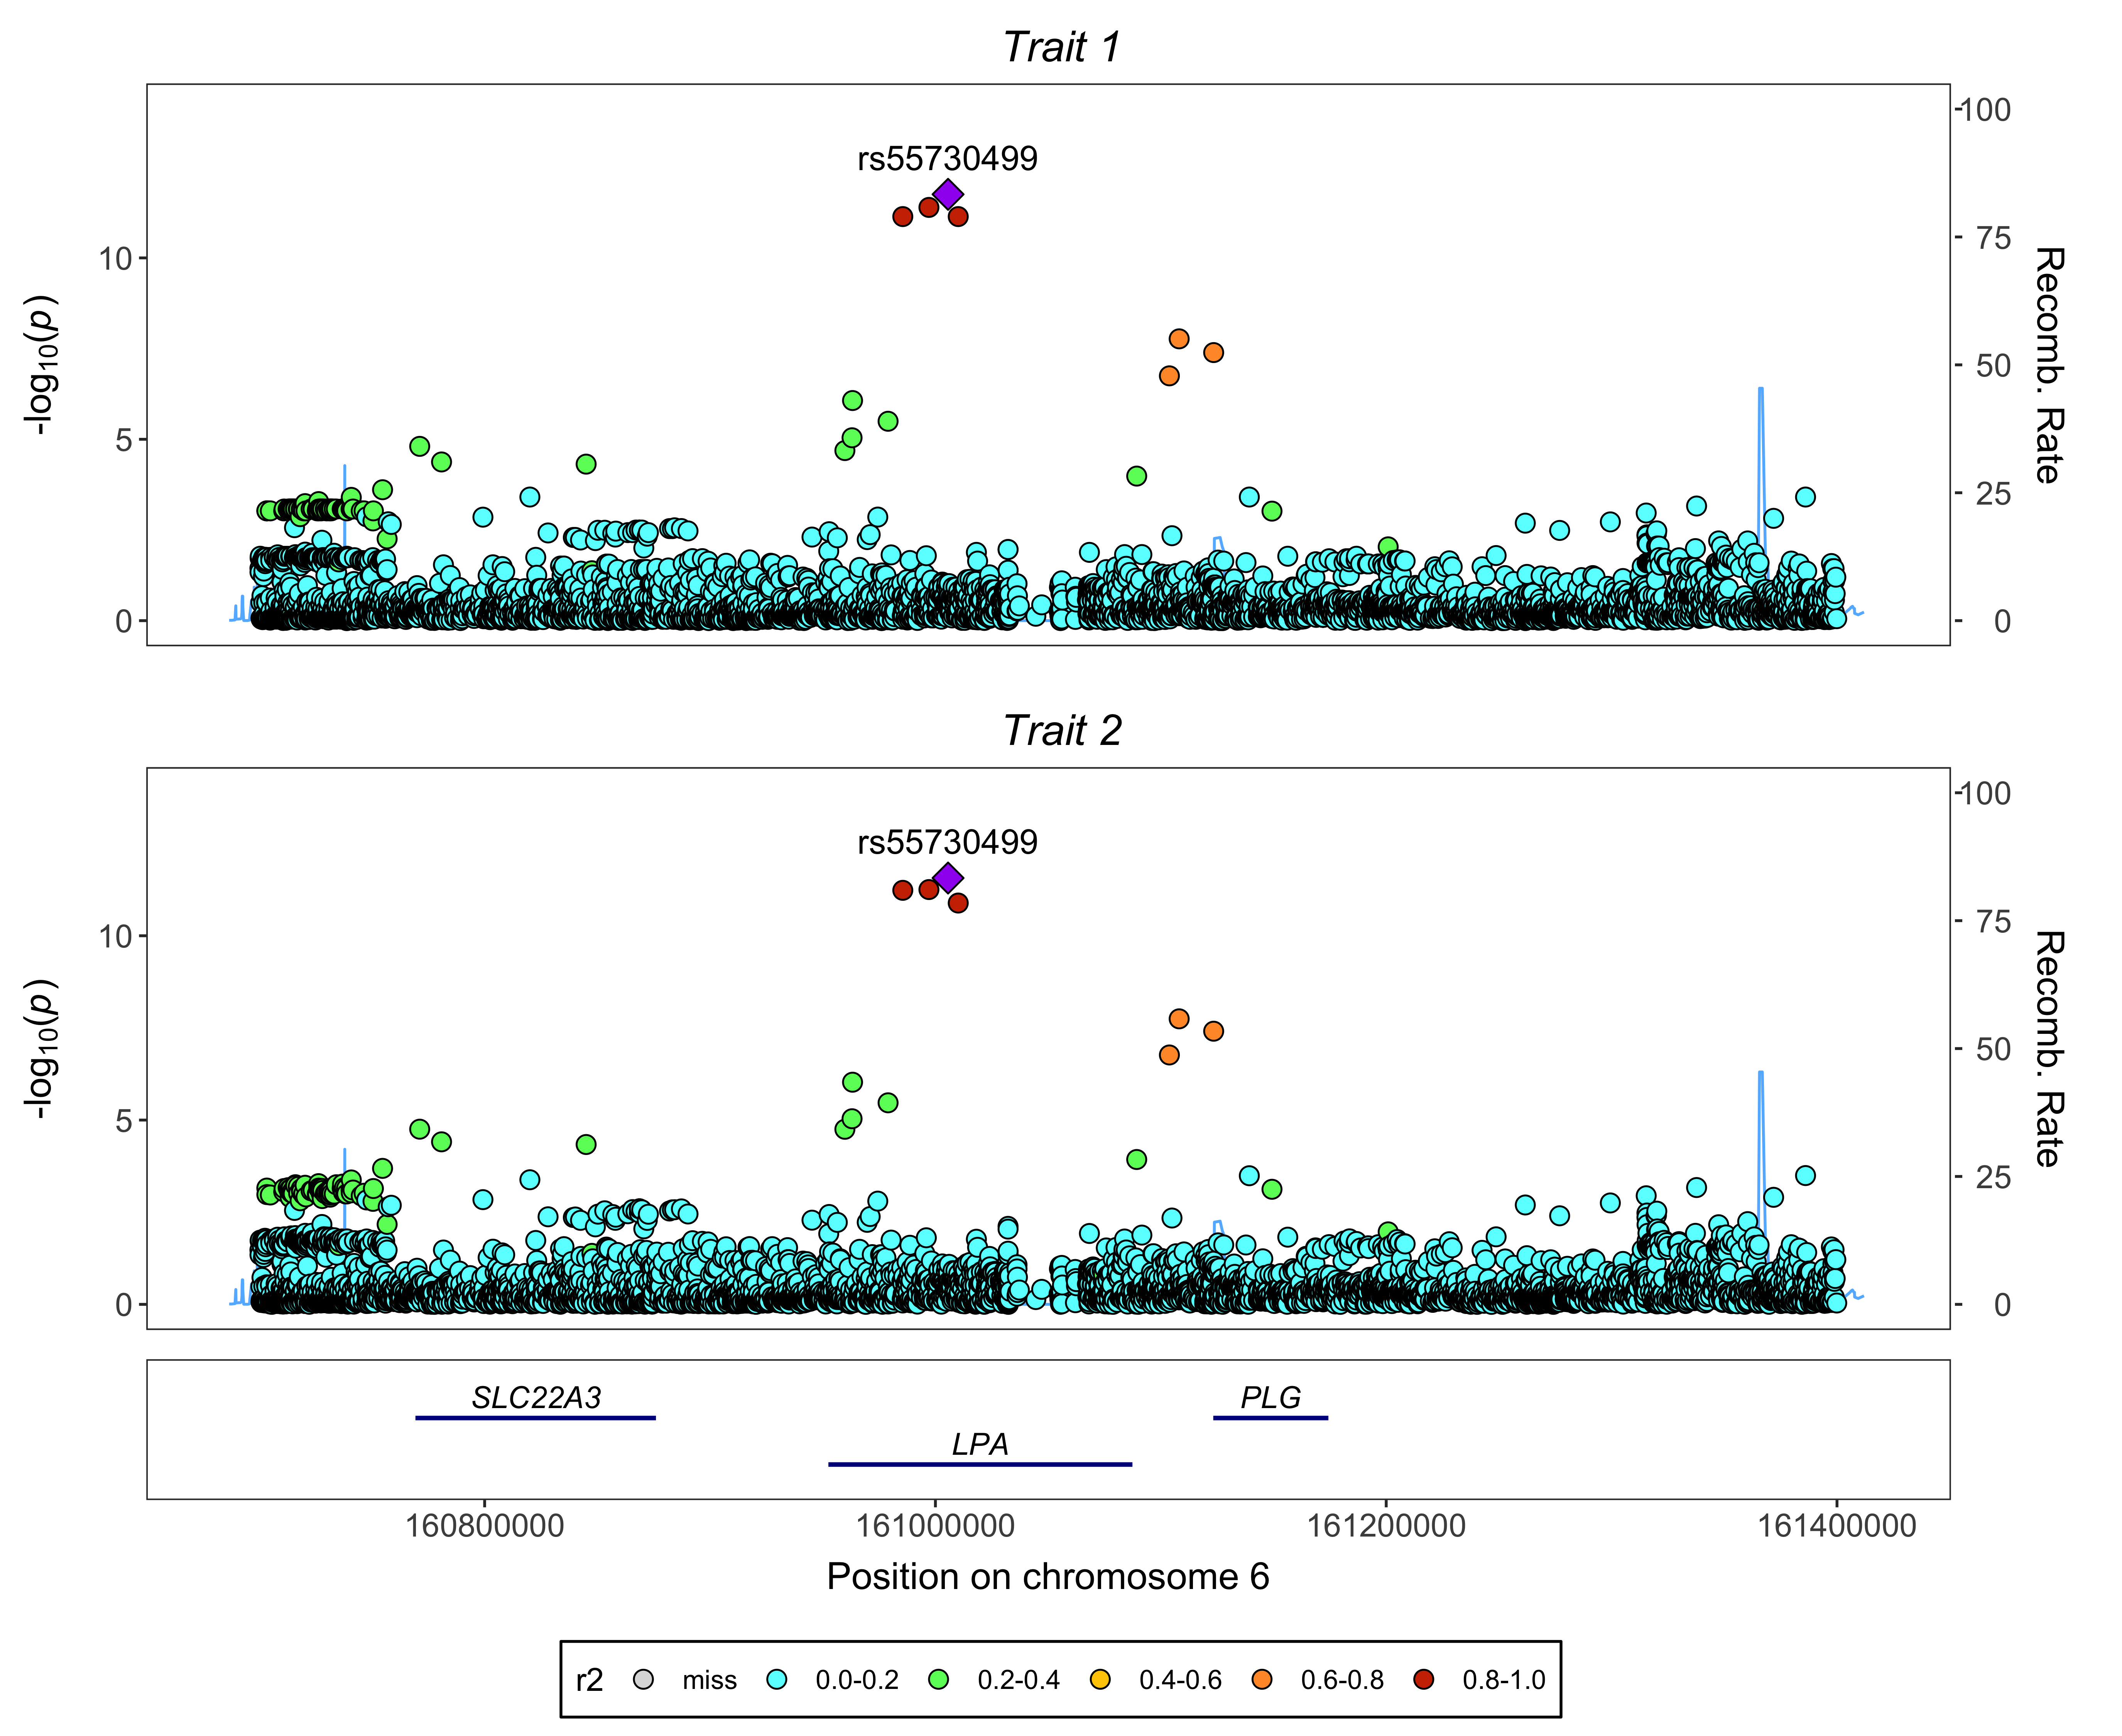 Trait 1
rs55730499
-log10(p)
10
5
0
100
75
50
25
0
Recomb. Rate
Trait 2
rs55730499
-log10(p)
10
5
0
100
75
50
25
0
Recomb. Rate
SLC22A3
PLG
LPA
160800000 161000000 161200000 161400000
Position on chromosome 6
r2 miss 0.0-0.2 0.2-0.4 0.4-0.6 0.6-0.8 0.8-1.0